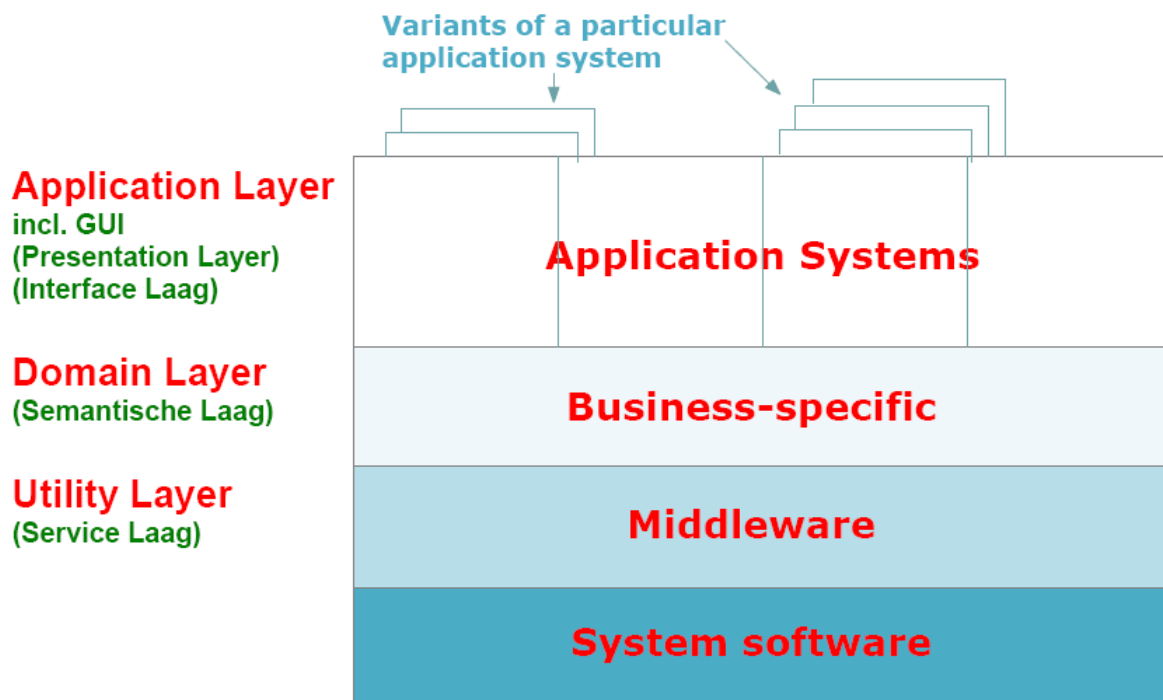 Variants of a particular
application system
Application Layer
incl. GUI
(Presentation Layer)
(Interface Laag)
Application Systems
Domain Layer
(Semantische Laag)
Business-specific
Utility Layer
(Service Laag)
Middleware
System software